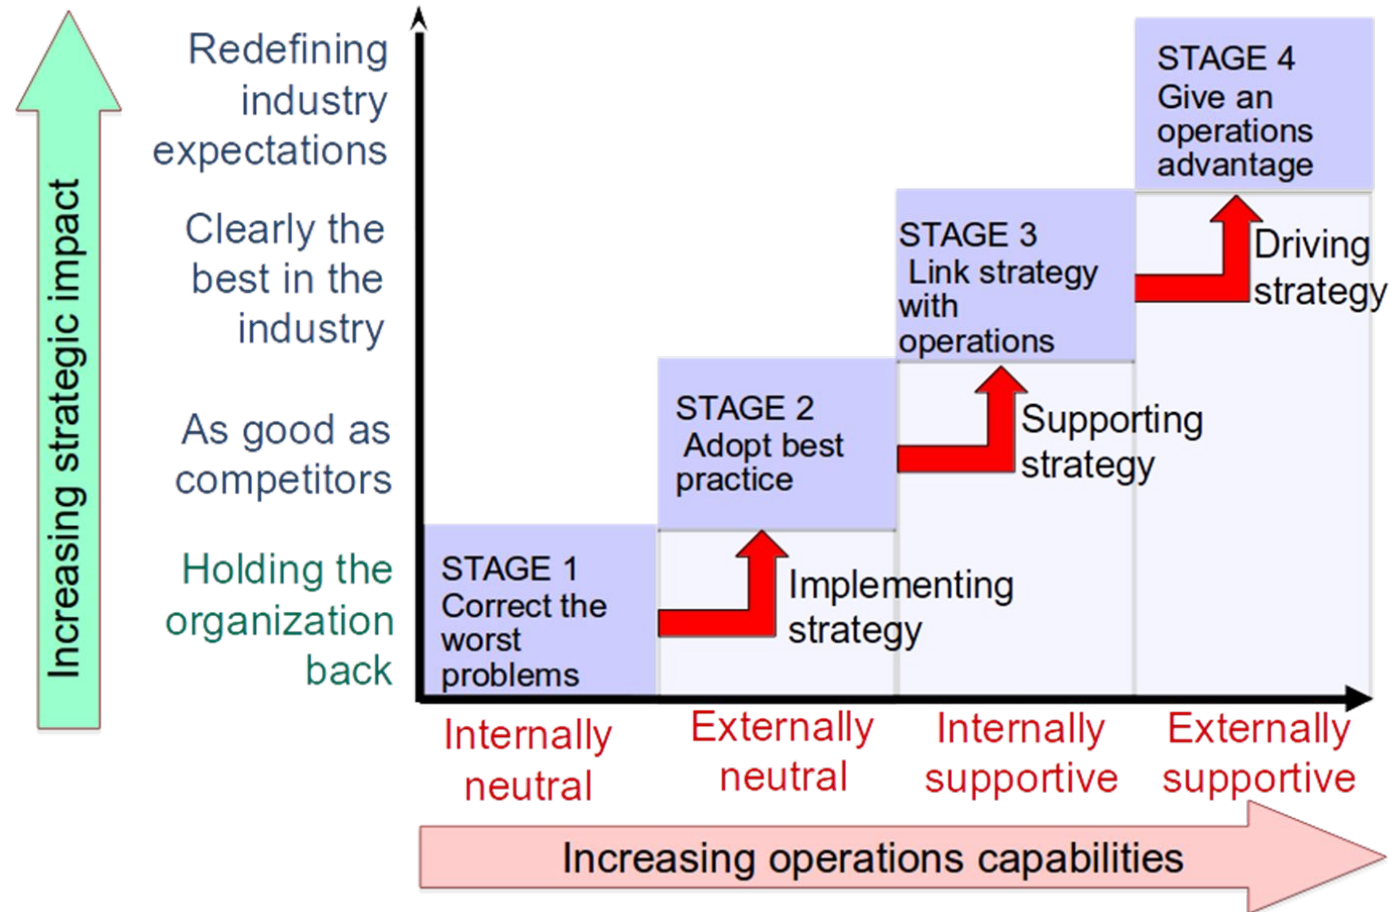 Increasing strategic impact
Redefining
industry
expectations
Clearly the
best in the
industry
As good as
competitors
Holding the
organization
back
STAGE 1
Correct the
worst
problems
Implementing
strategy
STAGE 2
Adopt best
practice
Supporting
strategy
STAGE 3
Link strategy
with
operations
Driving
strategy
STAGE 4
Give an
operations
advantage
Internally
neutral
Externally
neutral
Internally
supportive
Externally
supportive
Increasing operations capabilities